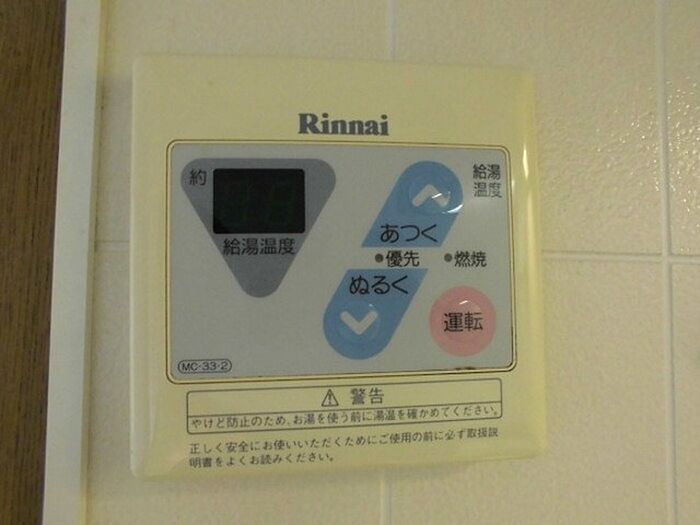 Rinnai
約
給湯温度
給湯
温度
あつく
優先
燃焼
ぬるく
運転
MC-33-2
⚠ 警告
やけど防止のため、お湯を使う前に湯温を確かめてください。
正しく安全にお使いいただくためにご使用の前に必ず取扱説
明書をよくお読みください。